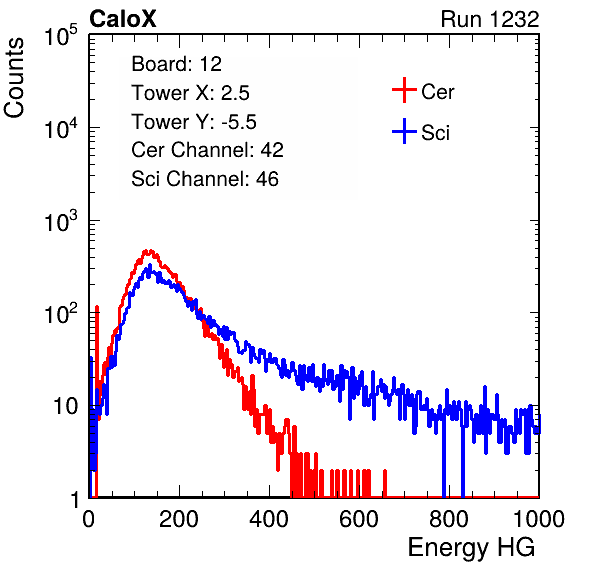 CaloX Run 1232
Counts
10^5
10^4
10^3
10^2
10
1
Board: 12
Tower X: 2.5
Tower Y: -5.5
Cer Channel: 42
Sci Channel: 46
Cer
Sci
0 200 400 600 800 1000
Energy HG